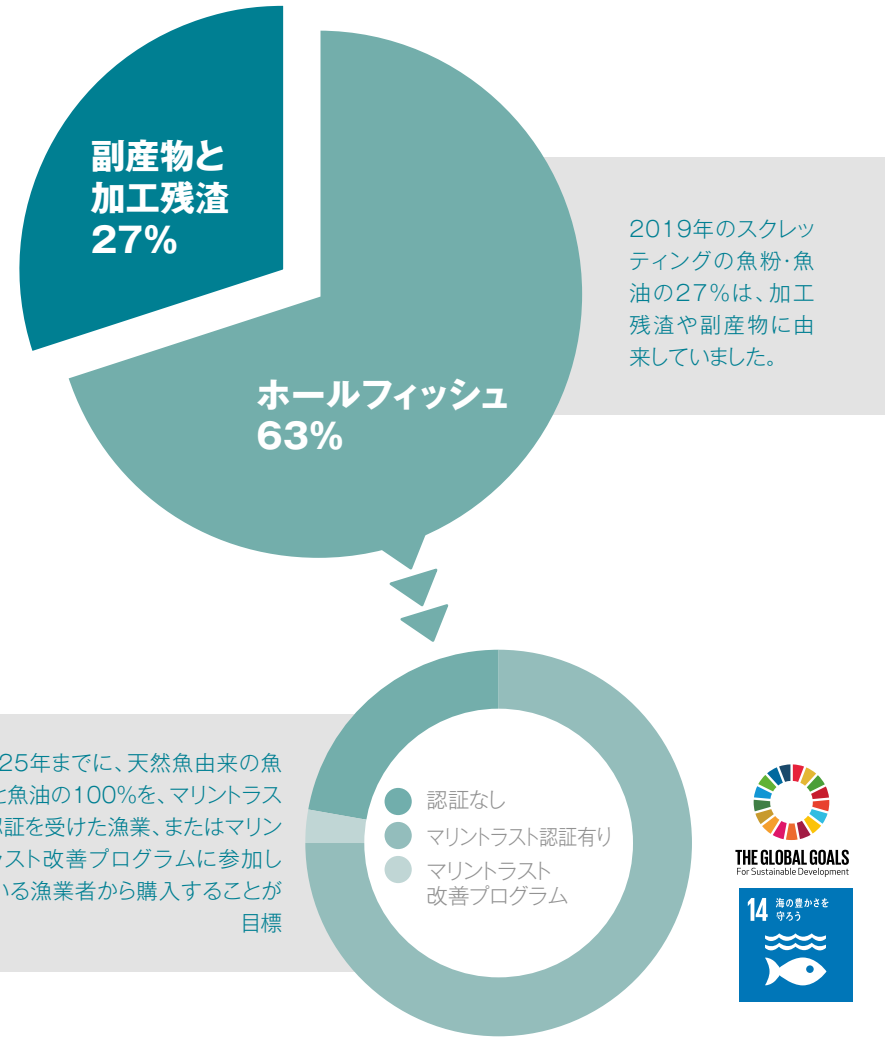 副産物と
加工残渣
27%
ホールフィッシュ
63%
2019年のスクレッ
ティングの魚粉・魚
油の27%は、加工
残渣や副産物に由
来していました。
25年までに、天然魚由来の魚
と魚油の100%を、マリントラス
証を受けた漁業、またはマリン
スト改善プログラムに参加し
いる漁業者から購入することが
目標
認証なし
マリントラスト認証有り
マリントラスト
改善プログラム
THE GLOBAL GOALS
For Sustainable Development
14 海の豊かさを
守ろう